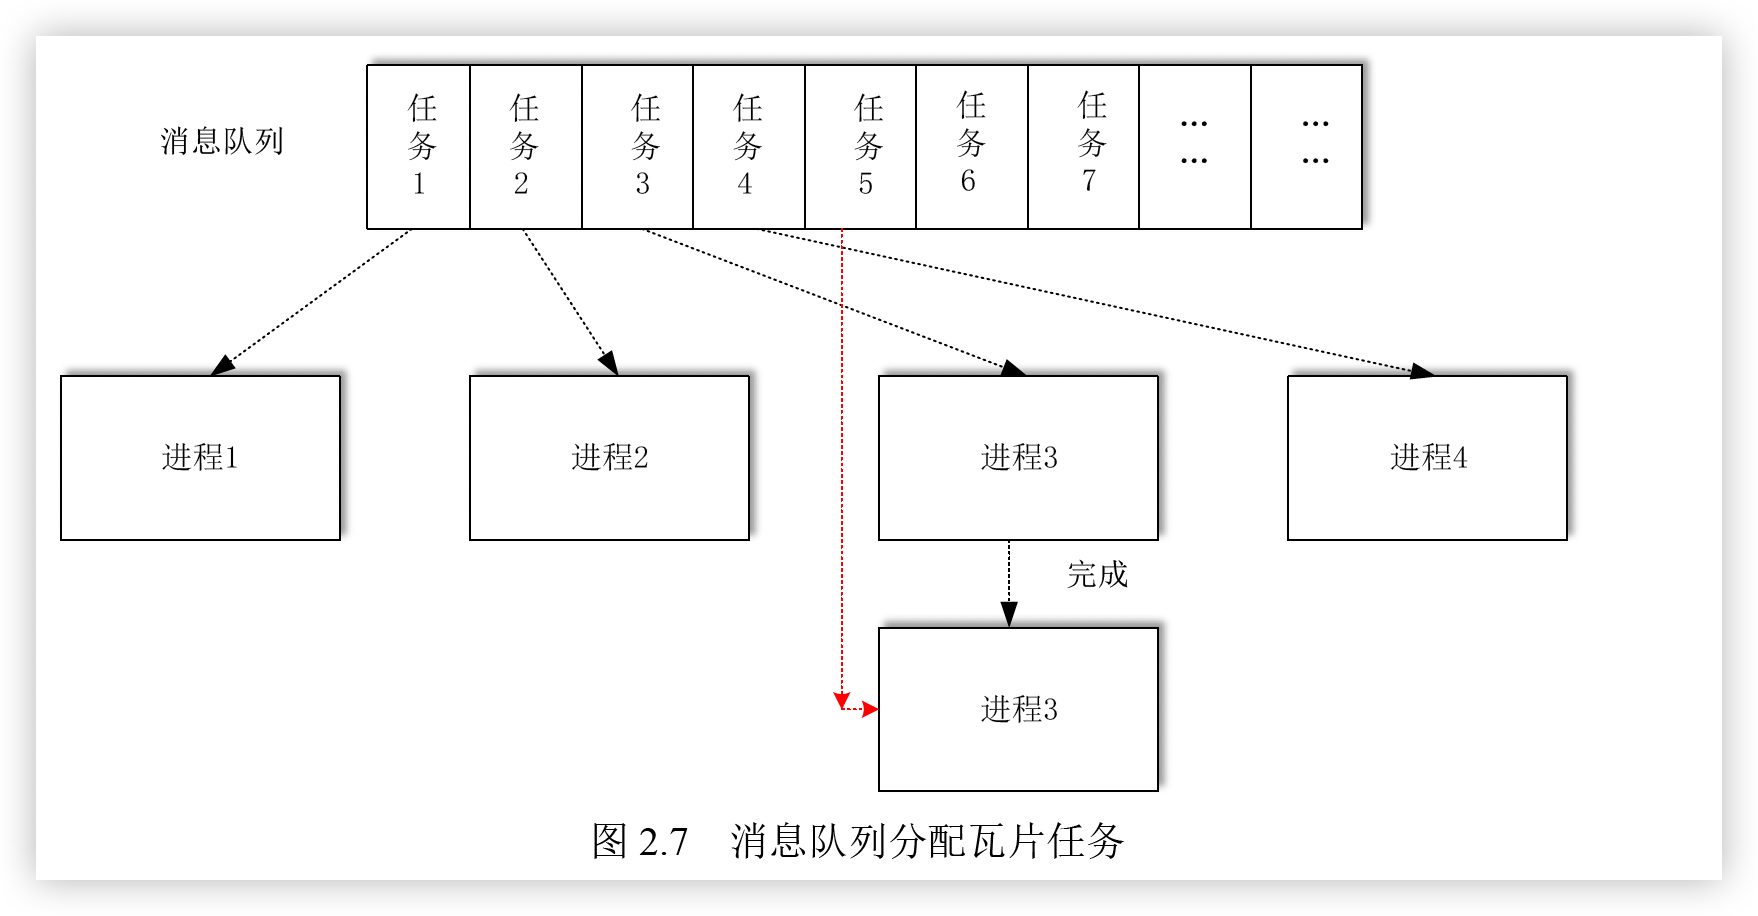 消息队列
任务1
任务2
任务3
任务4
任务5
任务6
任务7
... ...
... ...
进程1
进程2
进程3
进程4
完成
进程3
图 2.7 消息队列分配瓦片任务